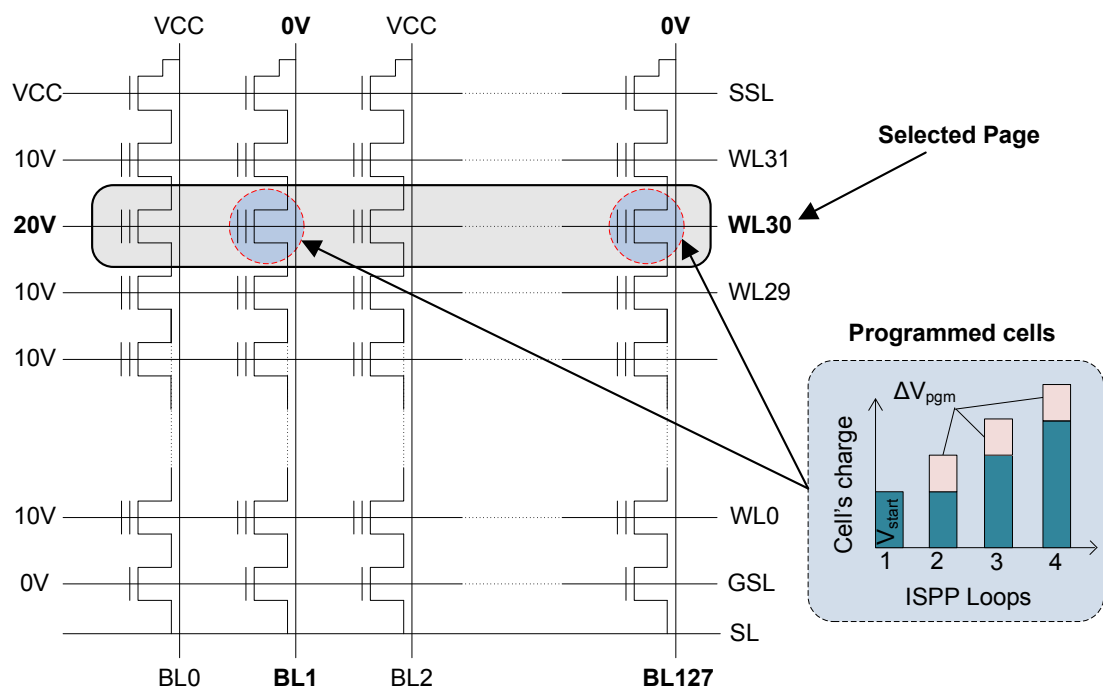 VCC 0V VCC 0V
VCC SSL
10V WL31
Selected Page
20V WL30
10V WL29
10V
Programmed cells
ΔVpgm
Cell's charge
Vstart
1 2 3 4
ISPP Loops
10V WL0
0V GSL
SL
BL0 BL1 BL2 BL127